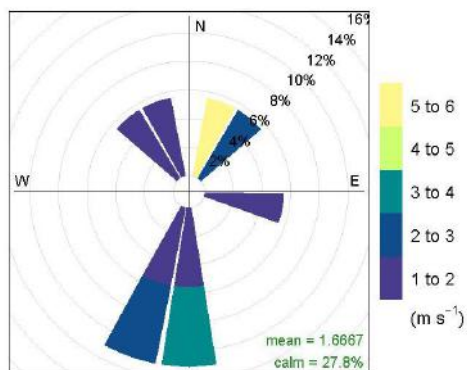 16%
N
14%
12%
10%
8%
6%
4%
2%
W
E
5 to 6
4 to 5
3 to 4
2 to 3
1 to 2
(m s⁻¹)
mean = 1.6667
calm = 27.8%